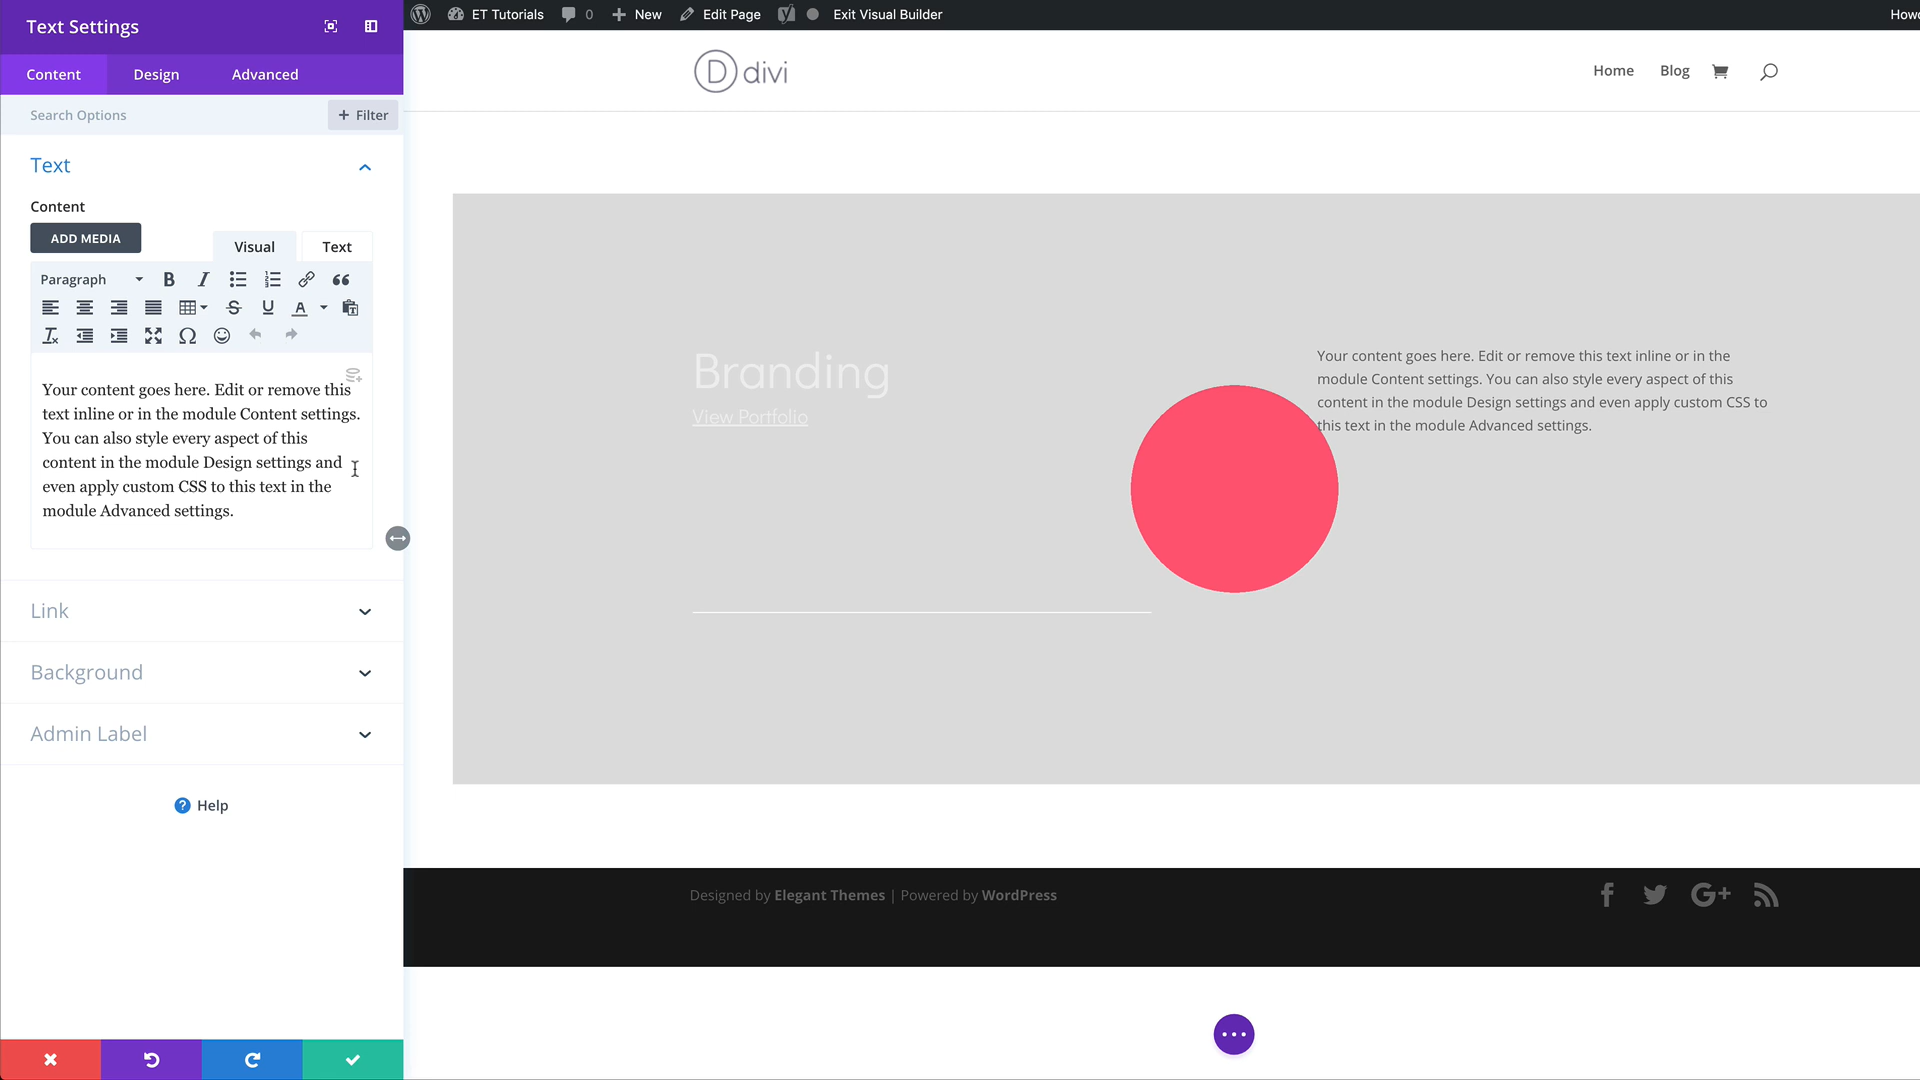 Text Settings
Content
Design
Advanced
Search Options
+ Filter
Text
Content
ADD MEDIA
Visual
Text
Paragraph
Your content goes here. Edit or remove this
text inline or in the module Content settings.
You can also style every aspect of this
content in the module Design settings and
even apply custom CSS to this text in the
module Advanced settings.
Link
Background
Admin Label
? Help
ET Tutorials
0
+ New
Edit Page
Exit Visual Builder
D divi
Home
Blog
Branding
View Portfolio
Your content goes here. Edit or remove this text inline or in the
module Content settings. You can also style every aspect of this
content in the module Design settings and even apply custom CSS to
this text in the module Advanced settings.
Designed by Elegant Themes | Powered by WordPress